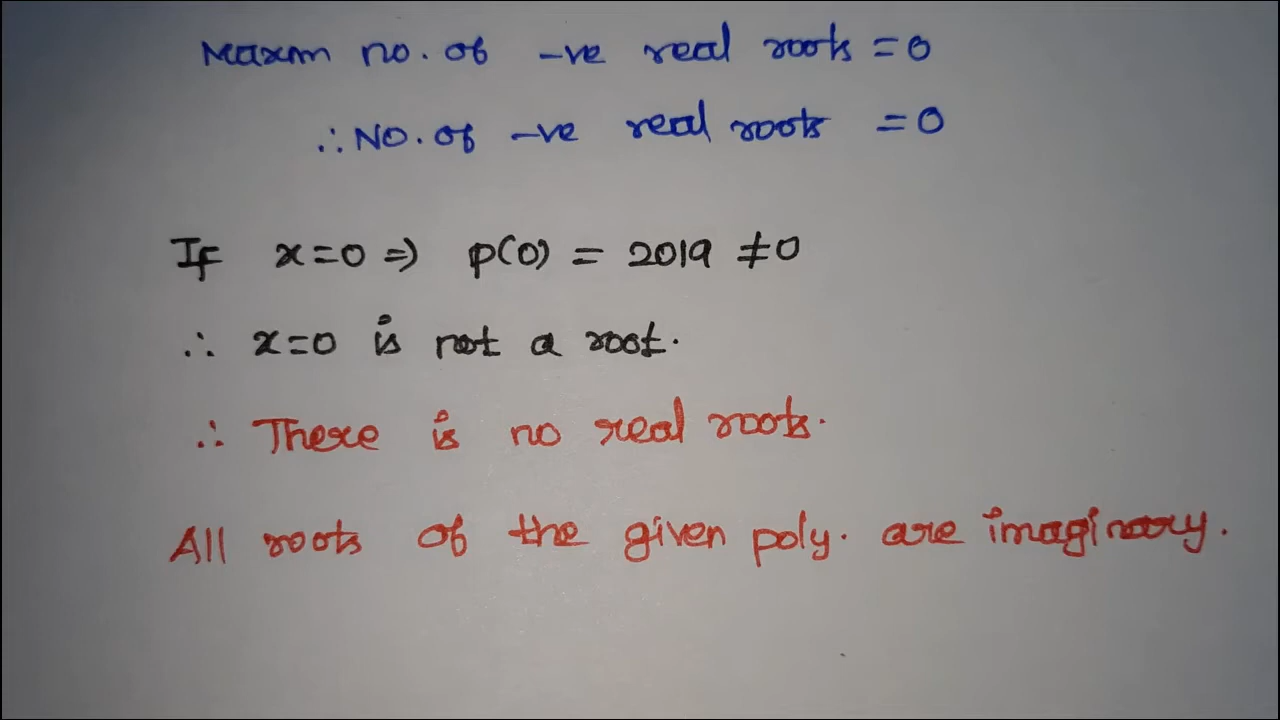 Maxm no. of -ve real roots = 0
∴ No. of -ve real roots = 0
If x=0 ⇒ p(0) = 2019 ≠ 0
∴ x=0 is not a root.
∴ There is no real roots.
All roots of the given poly. are imaginary.